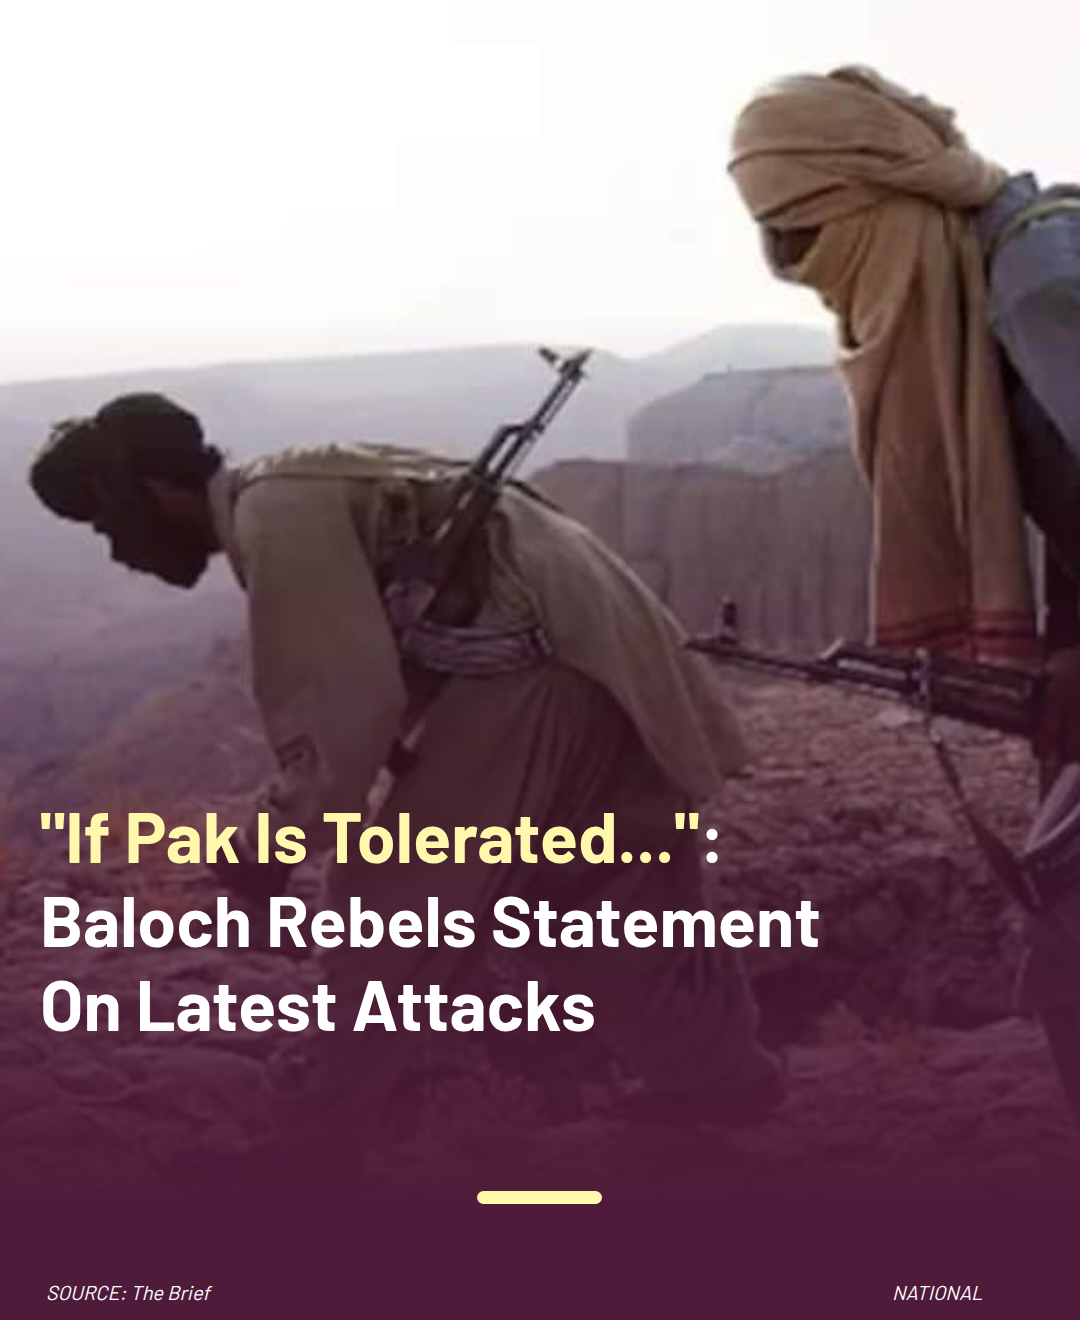 "If Pak Is Tolerated...":
Baloch Rebels Statement
On Latest Attacks
SOURCE: The Brief
NATIONAL